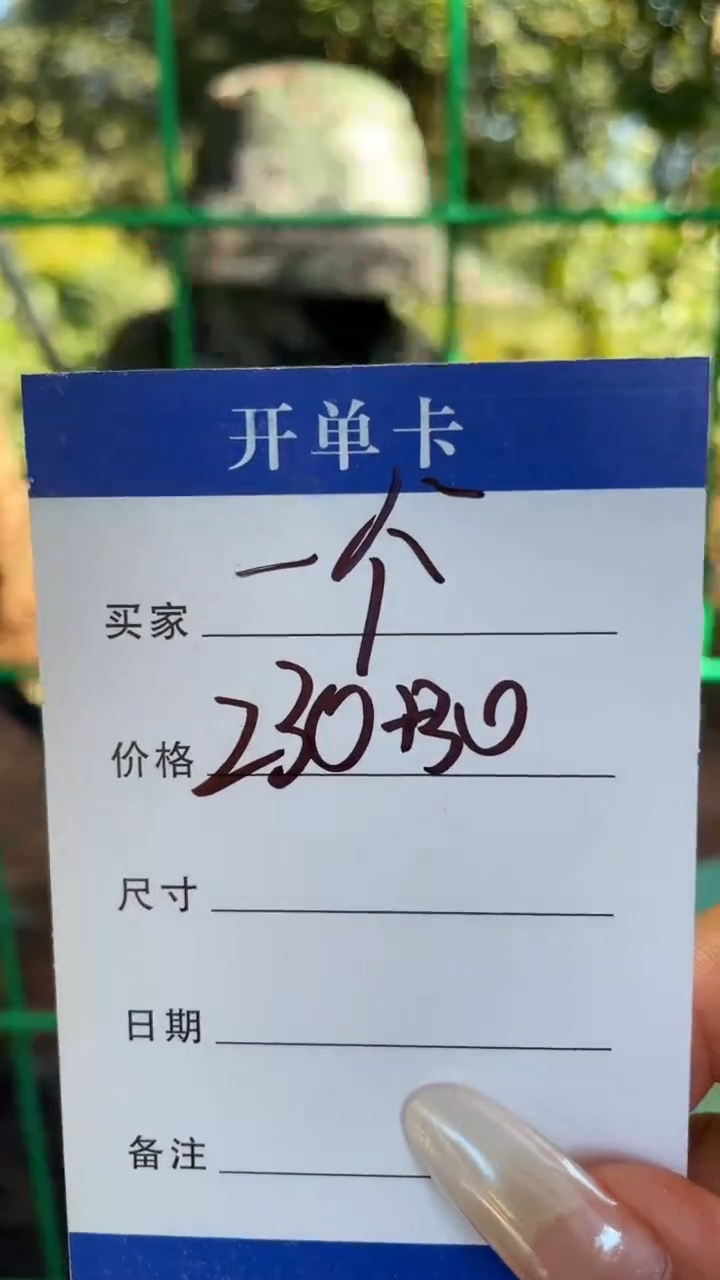 开单卡
买家 一个
价格 230+30
尺寸
日期
备注